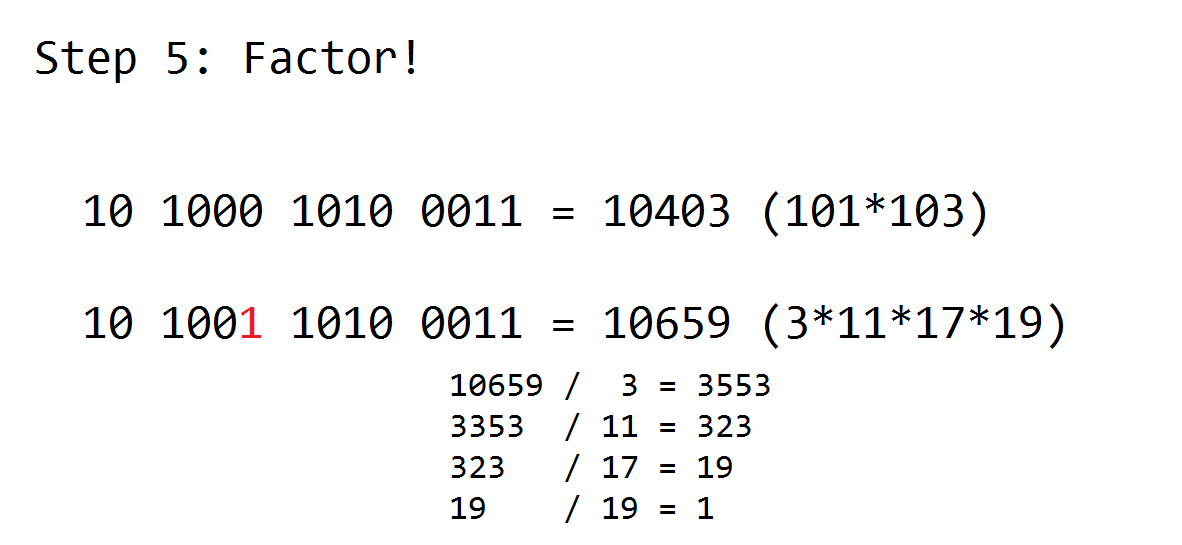 Step 5: Factor!
10 1000 1010 0011 = 10403 (101*103)
10 1001 1010 0011 = 10659 (3*11*17*19)
10659 /  3 = 3553
3353  / 11 = 323
323   / 17 = 19
19    / 19 = 1